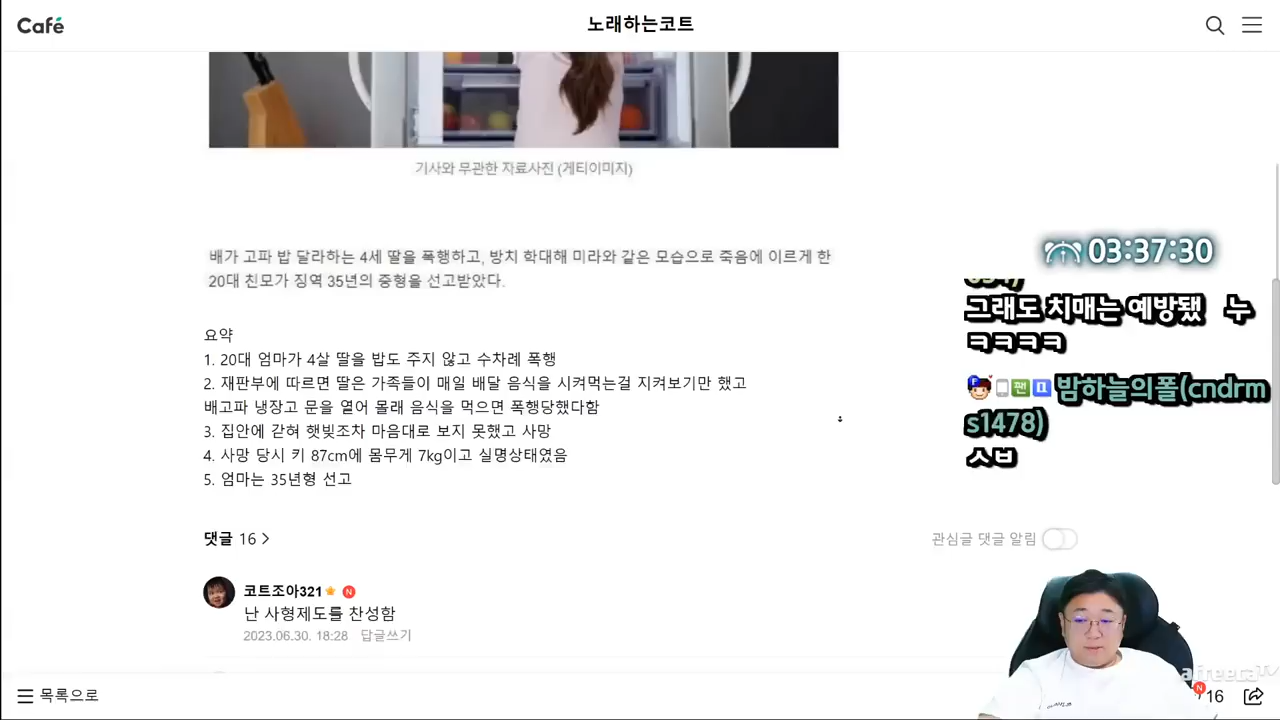 Café
노래하는코트
기사와 무관한 자료사진 (게티이미지)
배가 고파 밥 달라하는 4세 딸을 폭행하고, 방치 학대해 미라와 같은 모습으로 죽음에 이르게 한
20대 친모가 징역 35년의 중형을 선고받았다.
요약
1. 20대 엄마가 4살 딸을 밥도 주지 않고 수차례 폭행
2. 재판부에 따르면 딸은 가족들이 매일 배달 음식을 시켜먹는걸 지켜보기만 했고
배고파 냉장고 문을 열어 몰래 음식을 먹으면 폭행당했다함
3. 집안에 갇혀 햇빛조차 마음대로 보지 못했고 사망
4. 사망 당시 키 87cm에 몸무게 7kg이고 실명상태였음
5. 엄마는 35년형 선고
댓글 16
관심글 댓글 알림
코트조아321 N
난 사형제도를 찬성함
2023.06.30. 18:28 답글쓰기
목록으로
03:37:30
그래도 치매는 예방됐 누
ㅋㅋㅋㅋ
F 팬 밤하늘의폴(cndrm
s1478)
ㅅㅂ
afreecaTV
N 16